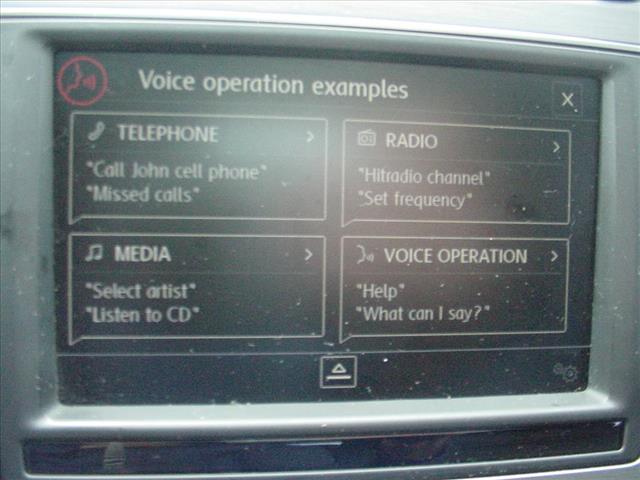 Voice operation examples
X
TELEPHONE
"Call John cell phone"
"Missed calls"
RADIO
"Hitradio channel"
"Set frequency"
MEDIA
"Select artist"
"Listen to CD"
VOICE OPERATION
"Help"
"What can I say?"